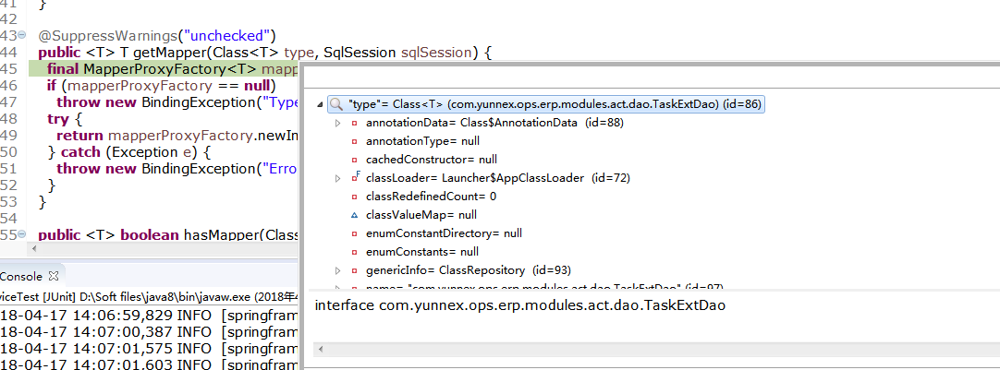 41 }
42
43 @SuppressWarnings("unchecked")
44 public <T> T getMapper(Class<T> type, SqlSession sqlSession) {
45 final MapperProxyFactory<T> mapp
46 if (mapperProxyFactory == null)
47 throw new BindingException("Type
48 try {
49 return mapperProxyFactory.newIn
50 } catch (Exception e) {
51 throw new BindingException("Erro
52 }
53 }
54
55 public <T> boolean hasMapper(Clas
"type"= Class<T> (com.yunnex.ops.erp.modules.act.dao.TaskExtDao) (id=86)
annotationData= Class$AnnotationData (id=88)
annotationType= null
cachedConstructor= null
classLoader= Launcher$AppClassLoader (id=72)
classRedefinedCount= 0
classValueMap= null
enumConstantDirectory= null
enumConstants= null
genericInfo= ClassRepository (id=93)
name= "com.yunnex.ops.erp.modules.act.dao.TaskExtDao" (id=97)
interface com.yunnex.ops.erp.modules.act.dao.TaskExtDao
Console
viceTest [JUnit] D:\Soft files\java8\bin\javaw.exe (2018年4
18-04-17 14:06:59,829 INFO [springfram
18-04-17 14:07:00,387 INFO [springfram
18-04-17 14:07:01,575 INFO [springfram
18-04-17 14:07:01,603 INFO [springfram